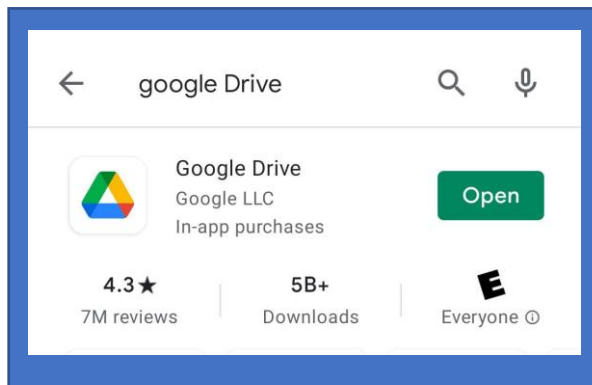 google Drive
Google Drive
Google LLC
In-app purchases
Open
4.3★
7M reviews
5B+
Downloads
E
Everyone